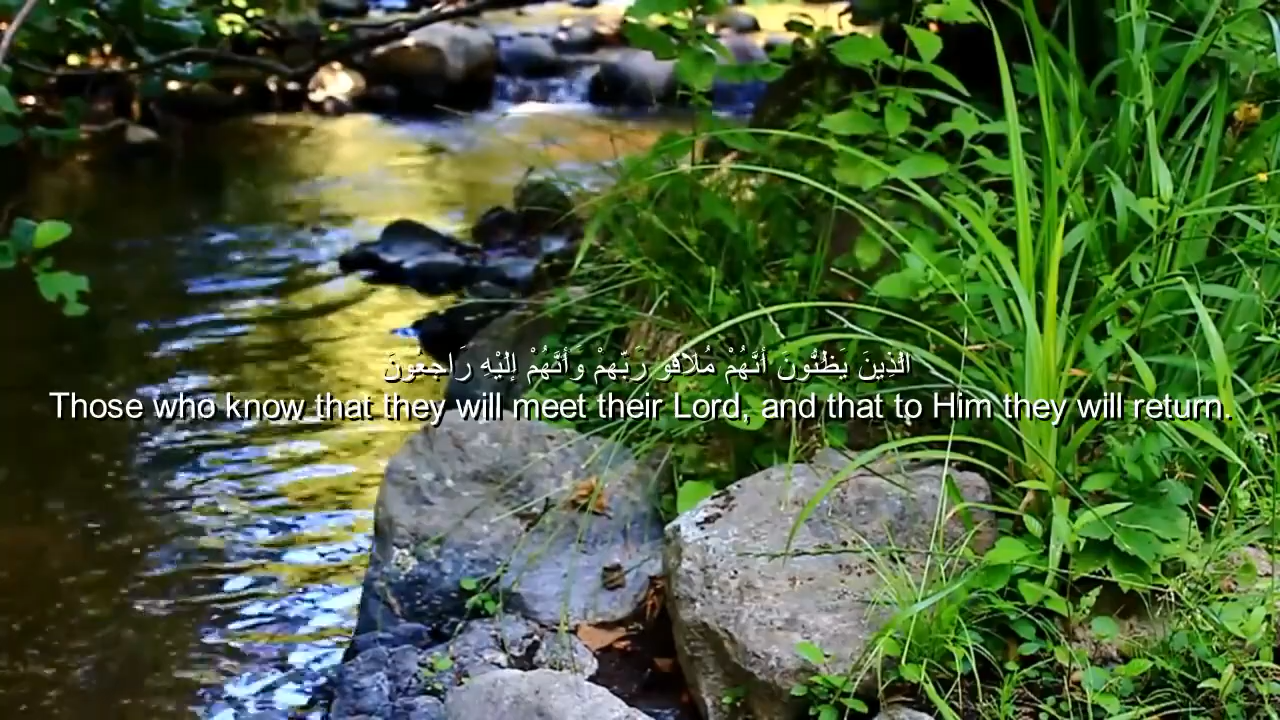 الَّذِينَ يَظُنُّونَ أَنَّهُمْ مُلَاقُو رَبِّهِمْ وَأَنَّهُمْ إِلَيْهِ رَاجِعُونَ
Those who know that they will meet their Lord, and that to Him they will return.